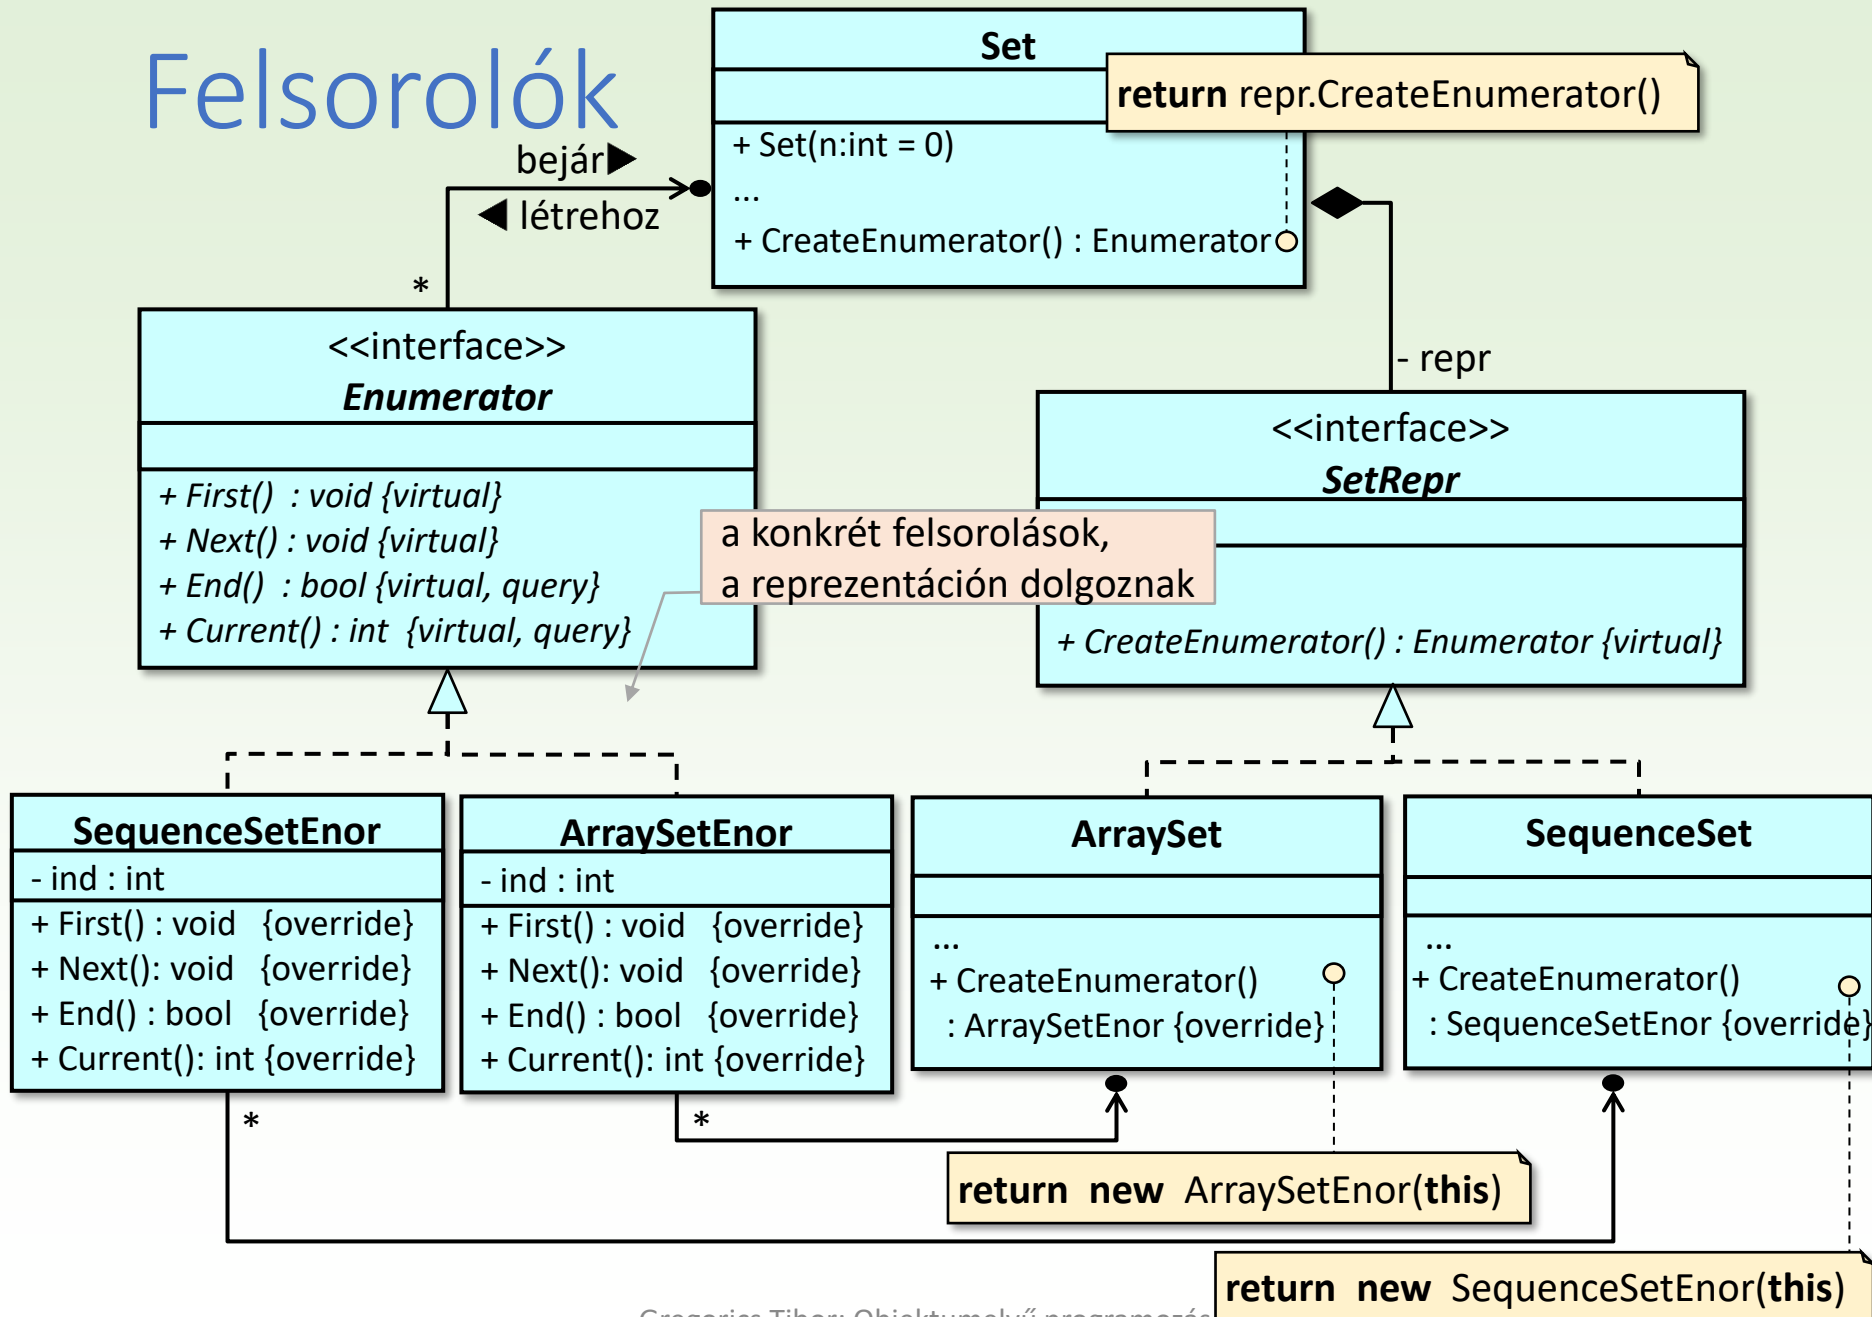 Felsorolók
Set
return repr.CreateEnumerator()
+ Set(n:int = 0)
...
+ CreateEnumerator() : Enumerator
bejár▶
◀ létrehoz
*
- repr
<<interface>>
Enumerator
+ First() : void {virtual}
+ Next() : void {virtual}
+ End() : bool {virtual, query}
+ Current() : int {virtual, query}
a konkrét felsorolások,
a reprezentáción dolgoznak
<<interface>>
SetRepr
+ CreateEnumerator() : Enumerator {virtual}
SequenceSetEnor
- ind : int
+ First() : void {override}
+ Next(): void {override}
+ End() : bool {override}
+ Current(): int {override}
*
ArraySetEnor
- ind : int
+ First() : void {override}
+ Next(): void {override}
+ End() : bool {override}
+ Current(): int {override}
*
ArraySet
...
+ CreateEnumerator()
: ArraySetEnor {override}
SequenceSet
...
+ CreateEnumerator()
: SequenceSetEnor {override}
return new ArraySetEnor(this)
return new SequenceSetEnor(this)
Gregorics Tibor: Objektumelvű programozás